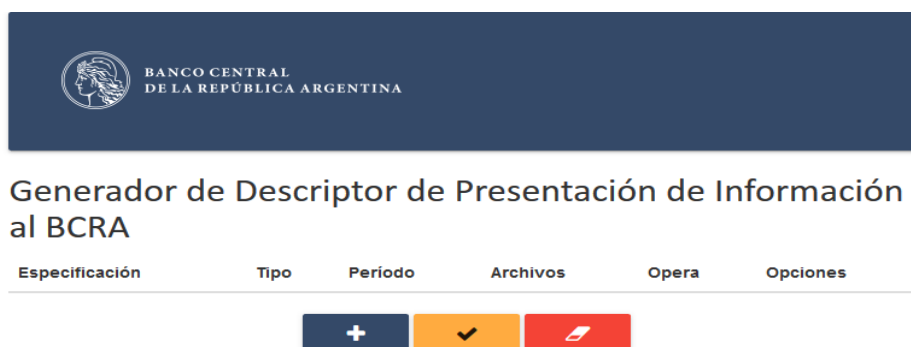 BANCO CENTRAL
DE LA REPÚBLICA ARGENTINA
Generador de Descriptor de Presentación de Información
al BCRA
Especificación Tipo Período Archivos Opera Opciones